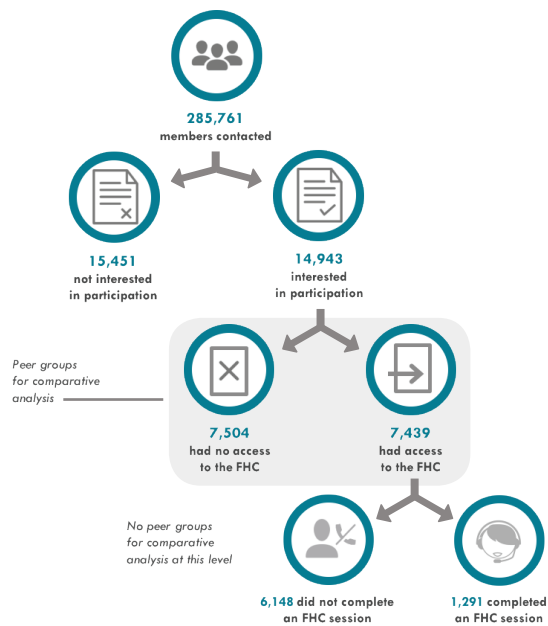 285,761
members contacted
15,451
not interested
in participation
14,943
interested
in participation
Peer groups
for comparative
analysis
7,504
had no access
to the FHC
7,439
had access
to the FHC
No peer groups
for comparative
analysis at this level
6,148 did not complete
an FHC session
1,291 completed
an FHC session